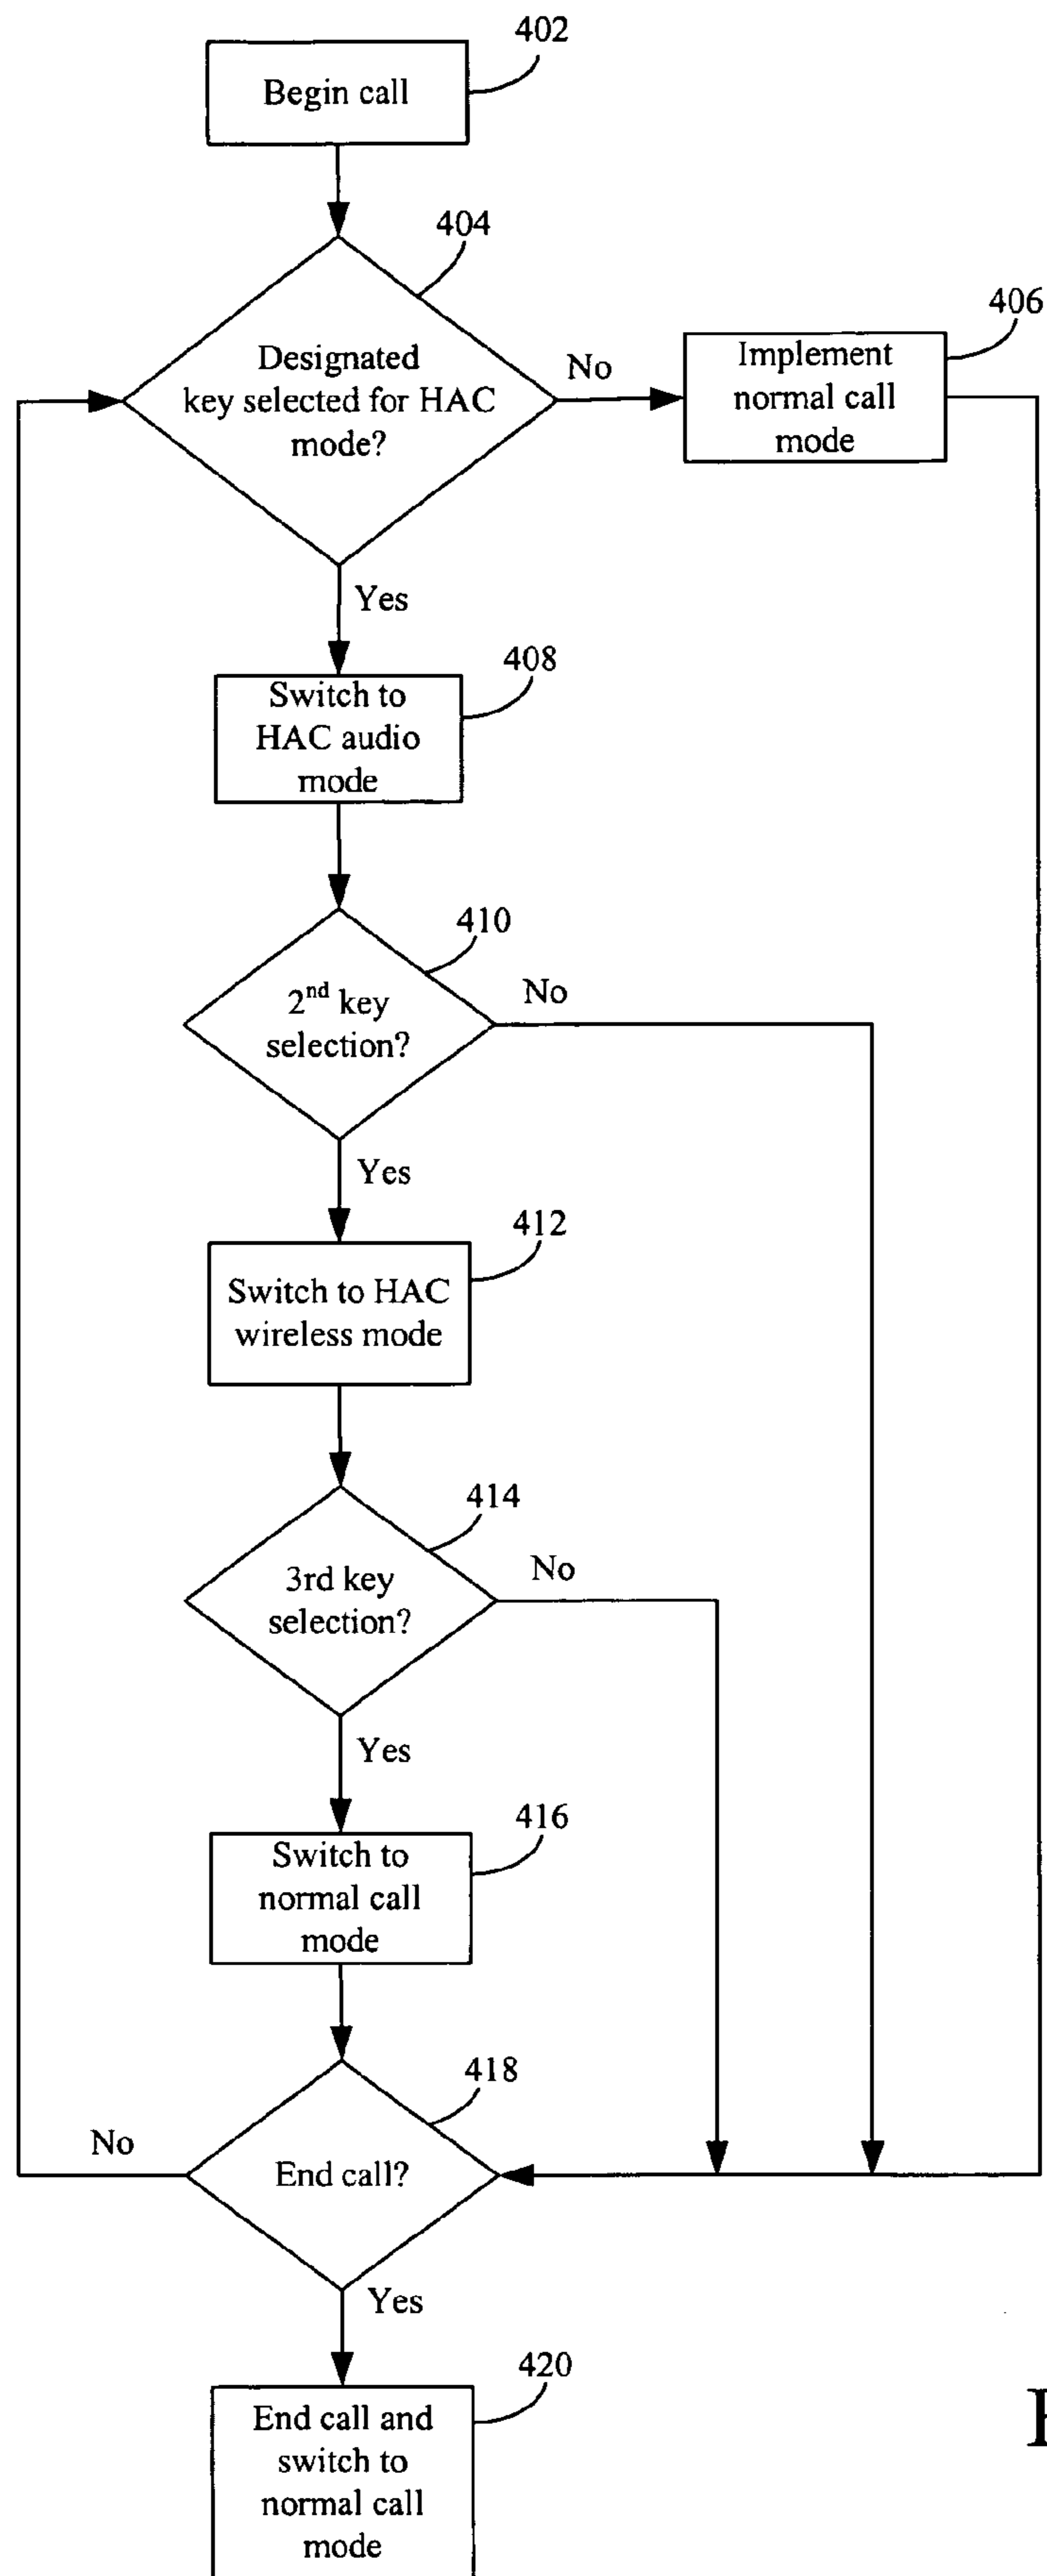 402
Begin call
404
Designated
key selected for HAC
mode?
No
406
Implement
normal call
mode
Yes
408
Switch to
HAC audio
mode
410
2nd key
selection?
No
Yes
412
Switch to HAC
wireless mode
414
3rd key
selection?
No
Yes
416
Switch to
normal call
mode
418
End call?
No
Yes
420
End call and
switch to
normal call
mode